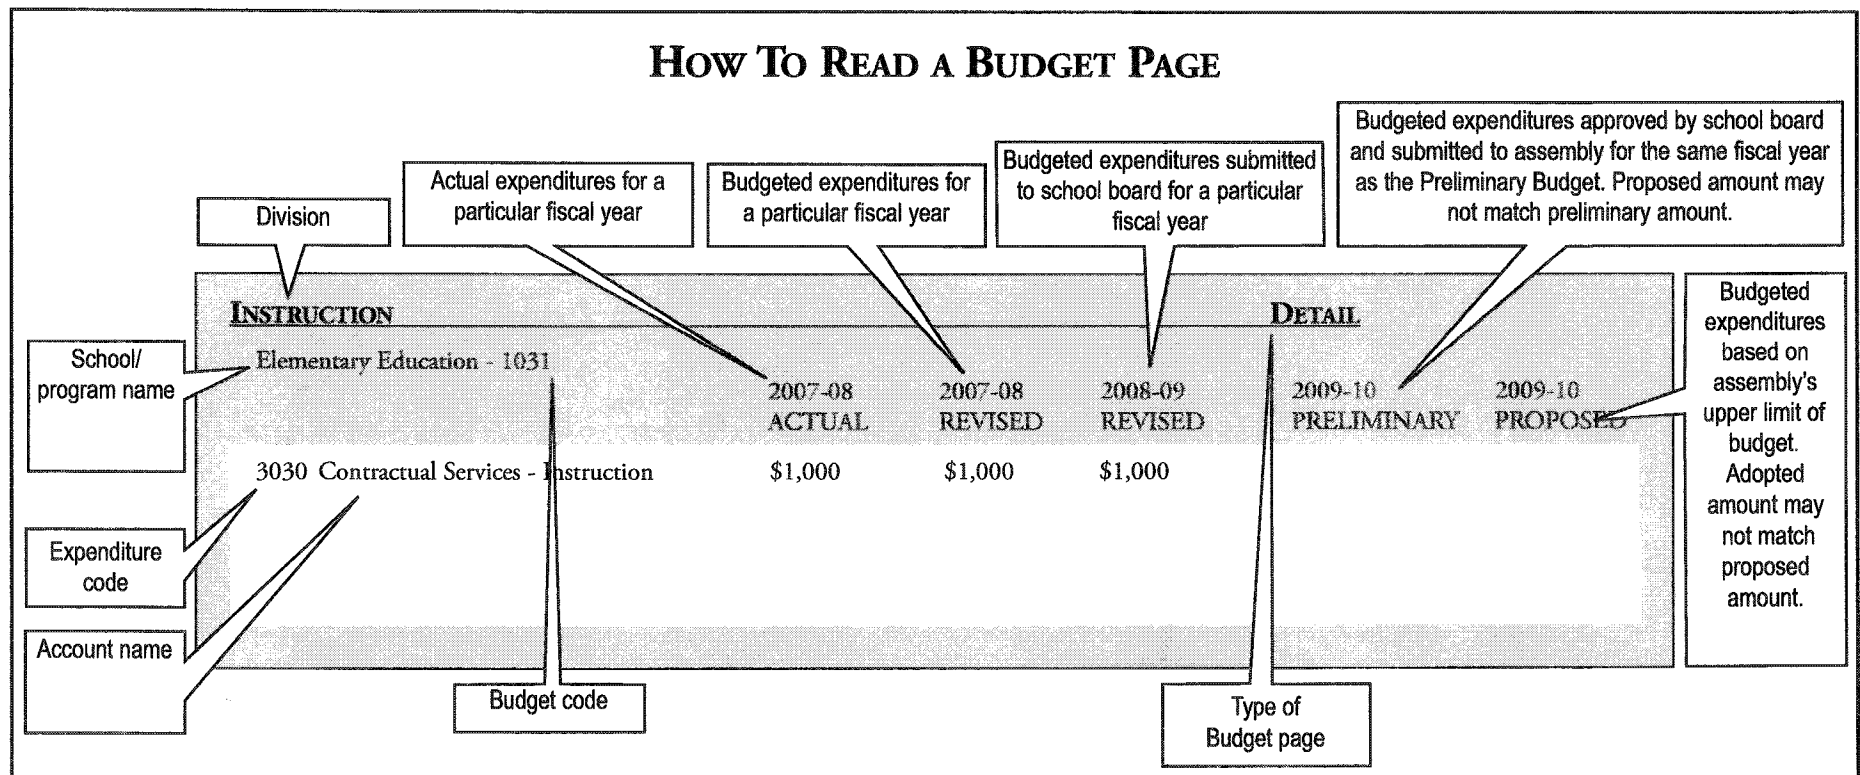 HOW TO READ A BUDGET PAGE
Budgeted expenditures approved by school board
and submitted to assembly for the same fiscal year
as the Preliminary Budget. Proposed amount may
not match preliminary amount.
Budgeted expenditures submitted
to school board for a particular
fiscal year
Budgeted expenditures for
a particular fiscal year
Actual expenditures for a
particular fiscal year
Division
INSTRUCTION
DETAIL
Budgeted
expenditures
based on
assembly's
upper limit of
budget.
Adopted
amount may
not match
proposed
amount.
School/
program name
Elementary Education - 1031
2007-08
ACTUAL
2007-08
REVISED
2008-09
REVISED
2009-10
PRELIMINARY
2009-10
PROPOSED
3030 Contractual Services - Instruction $1,000 $1,000 $1,000
Expenditure
code
Account name
Budget code
Type of
Budget page